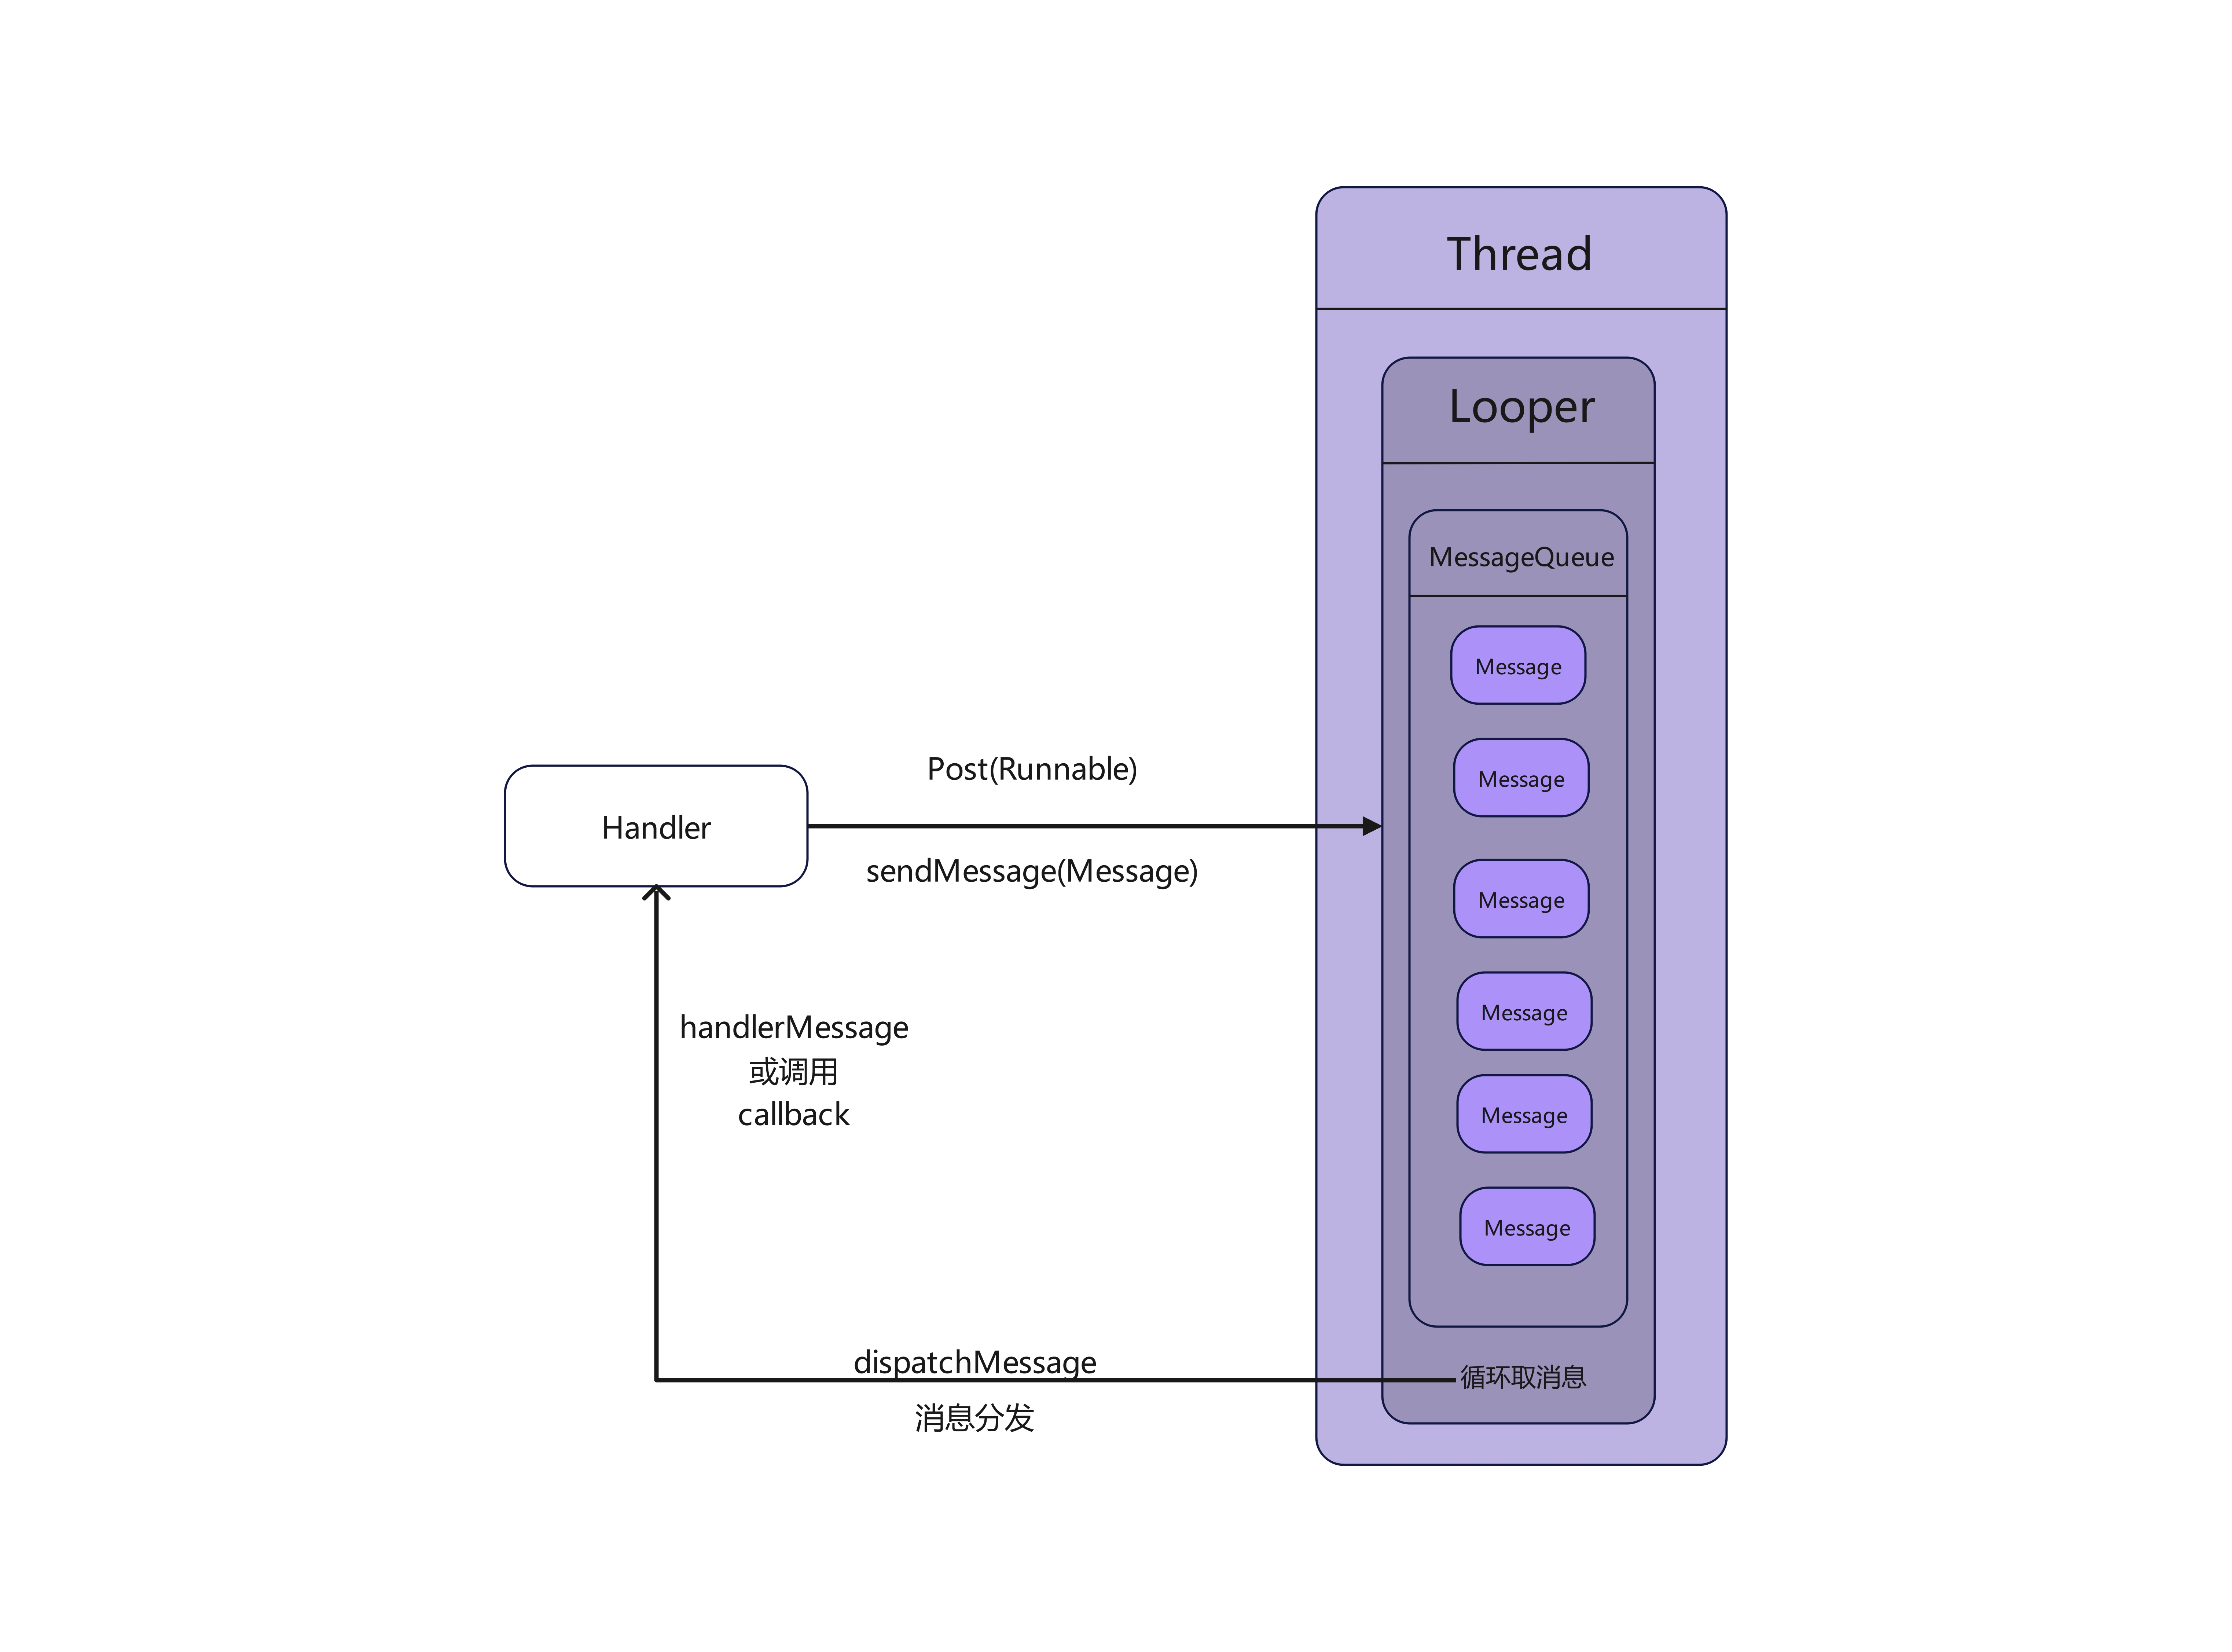 Thread
Looper
MessageQueue
Message
Message
Message
Message
Message
Message
循环取消息
Handler
Post(Runnable)
sendMessage(Message)
handlerMessage
或调用
callback
dispatchMessage
消息分发